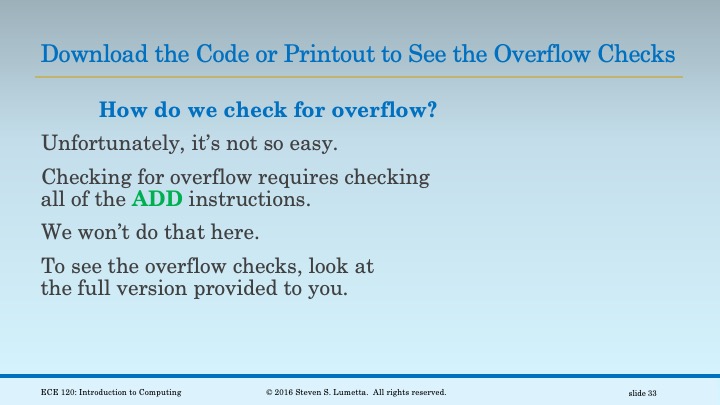 Download the Code or Printout to See the Overflow Checks
How do we check for overflow?
Unfortunately, it’s not so easy.
Checking for overflow requires checking
all of the ADD instructions.
We won’t do that here.
To see the overflow checks, look at
the full version provided to you.
ECE 120: Introduction to Computing
© 2016 Steven S. Lumetta.  All rights reserved.
slide 33